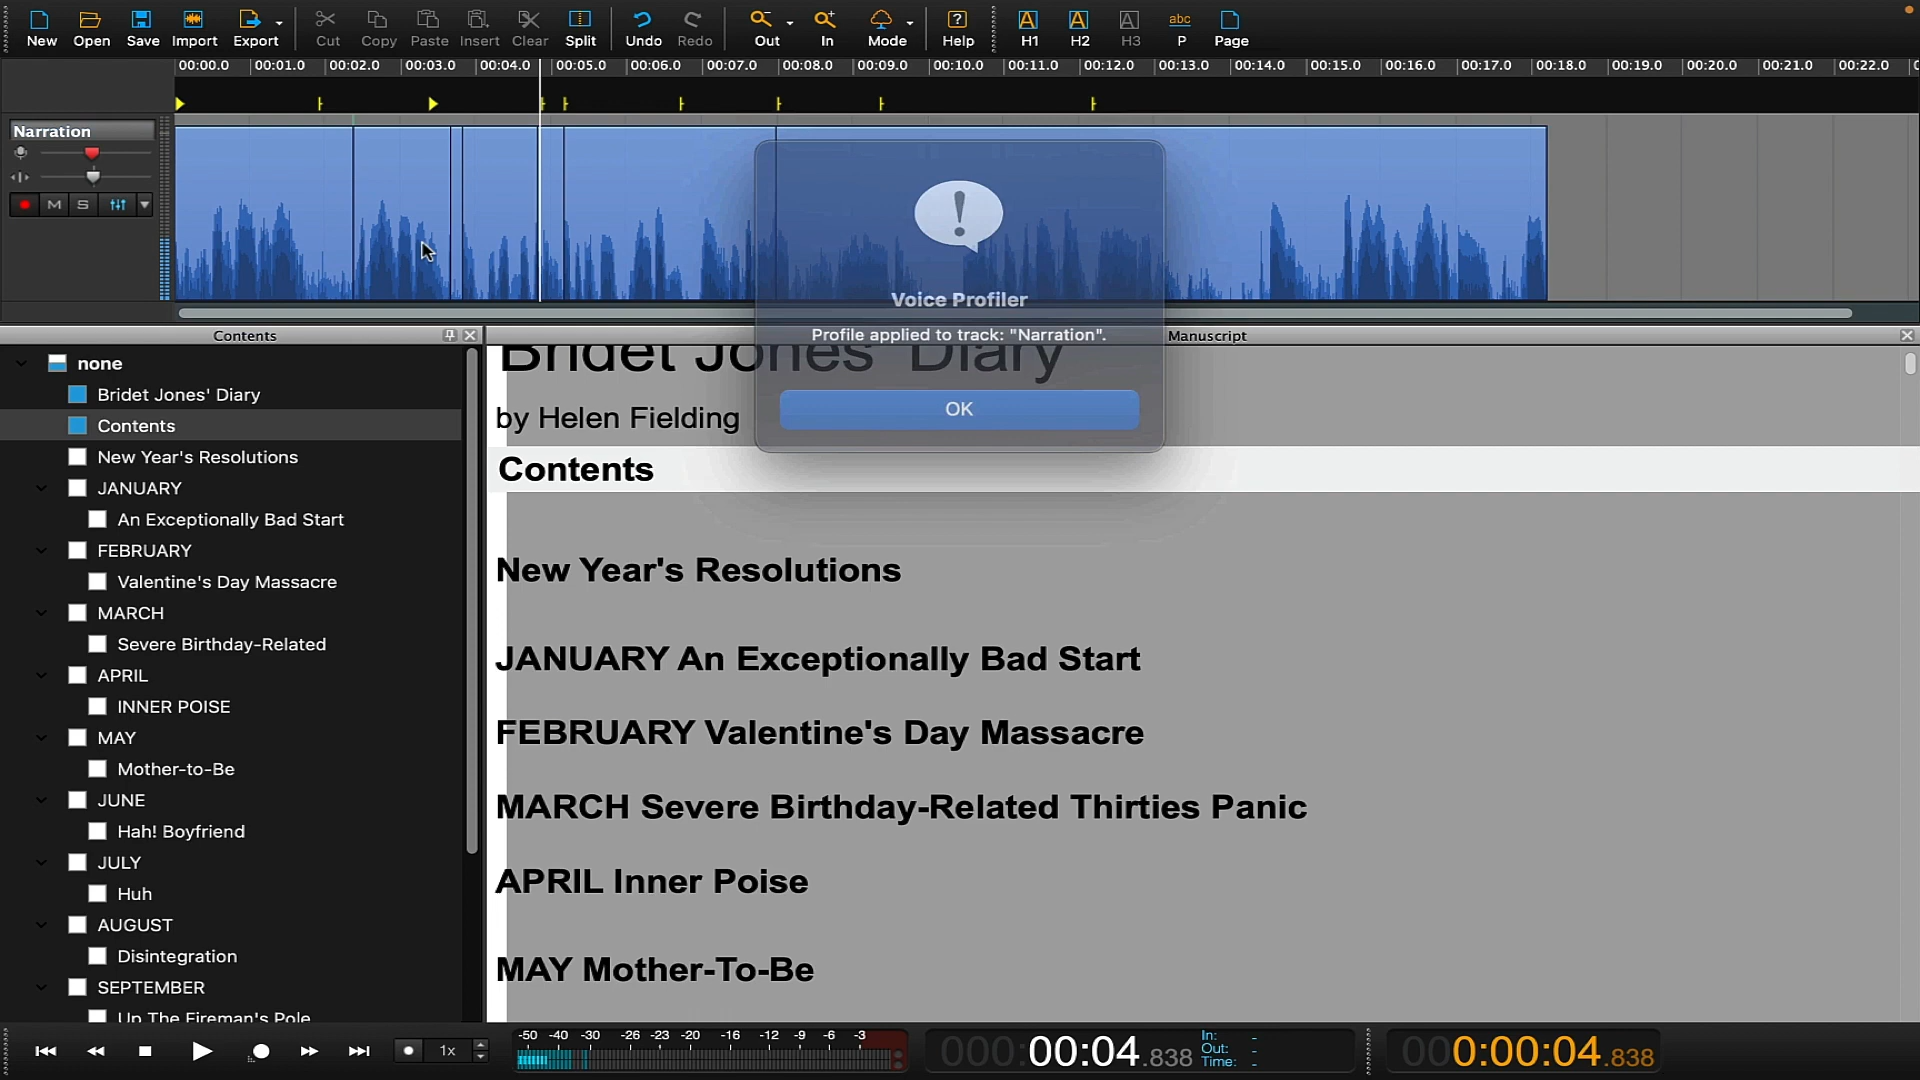 New Open Save Import Export Cut Copy Paste Insert Clear Split Undo Redo Out In Mode Help H1 H2 H3 abc P Page
00:00.0 00:01.0 00:02.0 00:03.0 00:04.0 00:05.0 00:06.0 00:07.0 00:08.0 00:09.0 00:10.0 00:11.0 00:12.0 00:13.0 00:14.0 00:15.0 00:16.0 00:17.0 00:18.0 00:19.0 00:20.0 00:21.0 00:22.0
Narration
M S
Voice Profiler
Profile applied to track: "Narration".
OK
Contents
none
Bridet Jones' Diary
Contents
New Year's Resolutions
JANUARY
An Exceptionally Bad Start
FEBRUARY
Valentine's Day Massacre
MARCH
Severe Birthday-Related
APRIL
INNER POISE
MAY
Mother-to-Be
JUNE
Hah! Boyfriend
JULY
Huh
AUGUST
Disintegration
SEPTEMBER
Up The Fireman's Pole
Manuscript
Bridet Jones' Diary
by Helen Fielding
Contents
New Year's Resolutions
JANUARY An Exceptionally Bad Start
FEBRUARY Valentine's Day Massacre
MARCH Severe Birthday-Related Thirties Panic
APRIL Inner Poise
MAY Mother-To-Be
1x
-50 -40 -30 -26 -23 -20 -16 -12 -9 -6 -3
000:00:04.838
In: -
Out: -
Time: -
000:00:04.838